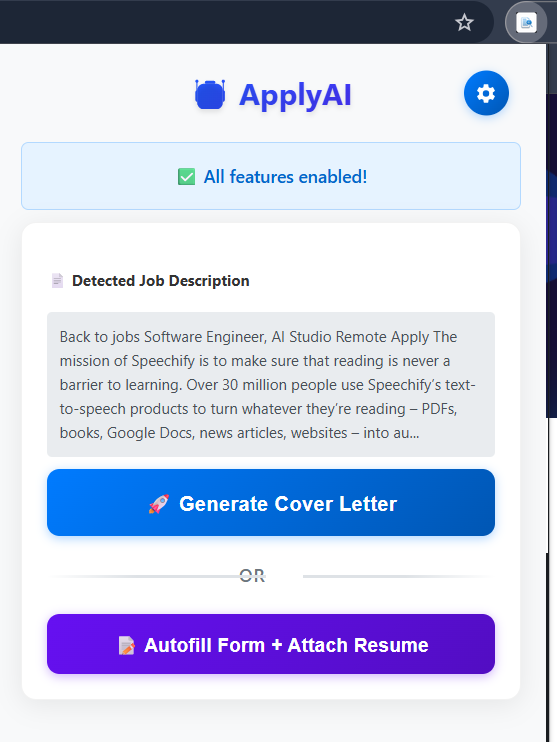 ApplyAI
✅ All features enabled!
Detected Job Description
Back to jobs Software Engineer, AI Studio Remote Apply The
mission of Speechify is to make sure that reading is never a
barrier to learning. Over 30 million people use Speechify’s text-
to-speech products to turn whatever they’re reading – PDFs,
books, Google Docs, news articles, websites – into au...
🚀 Generate Cover Letter
OR
📝 Autofill Form + Attach Resume